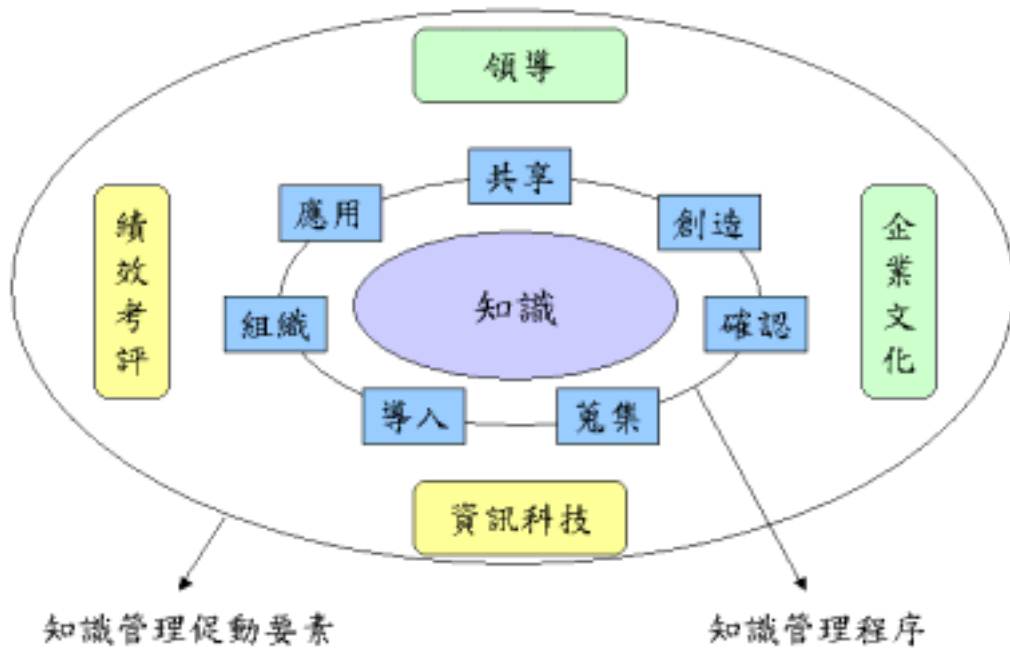 領導
共享
應用
創造
績效考評
企業文化
知識
組織
確認
導入
蒐集
資訊科技
知識管理促動要素
知識管理程序